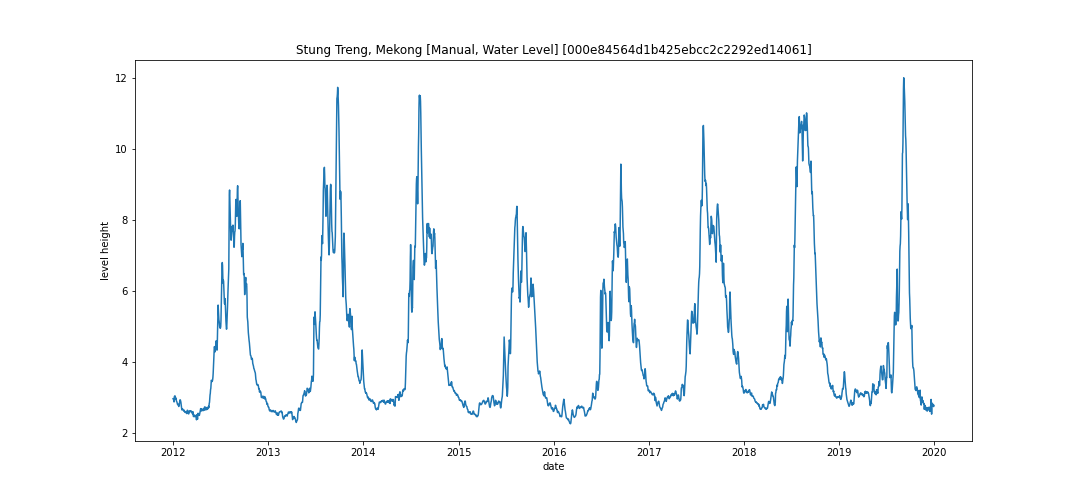 Stung Treng, Mekong [Manual, Water Level] [000e84564d1b425ebcc2c2292ed14061]
12
10
8
6
4
2
level height
2012 2013 2014 2015 2016 2017 2018 2019 2020
date